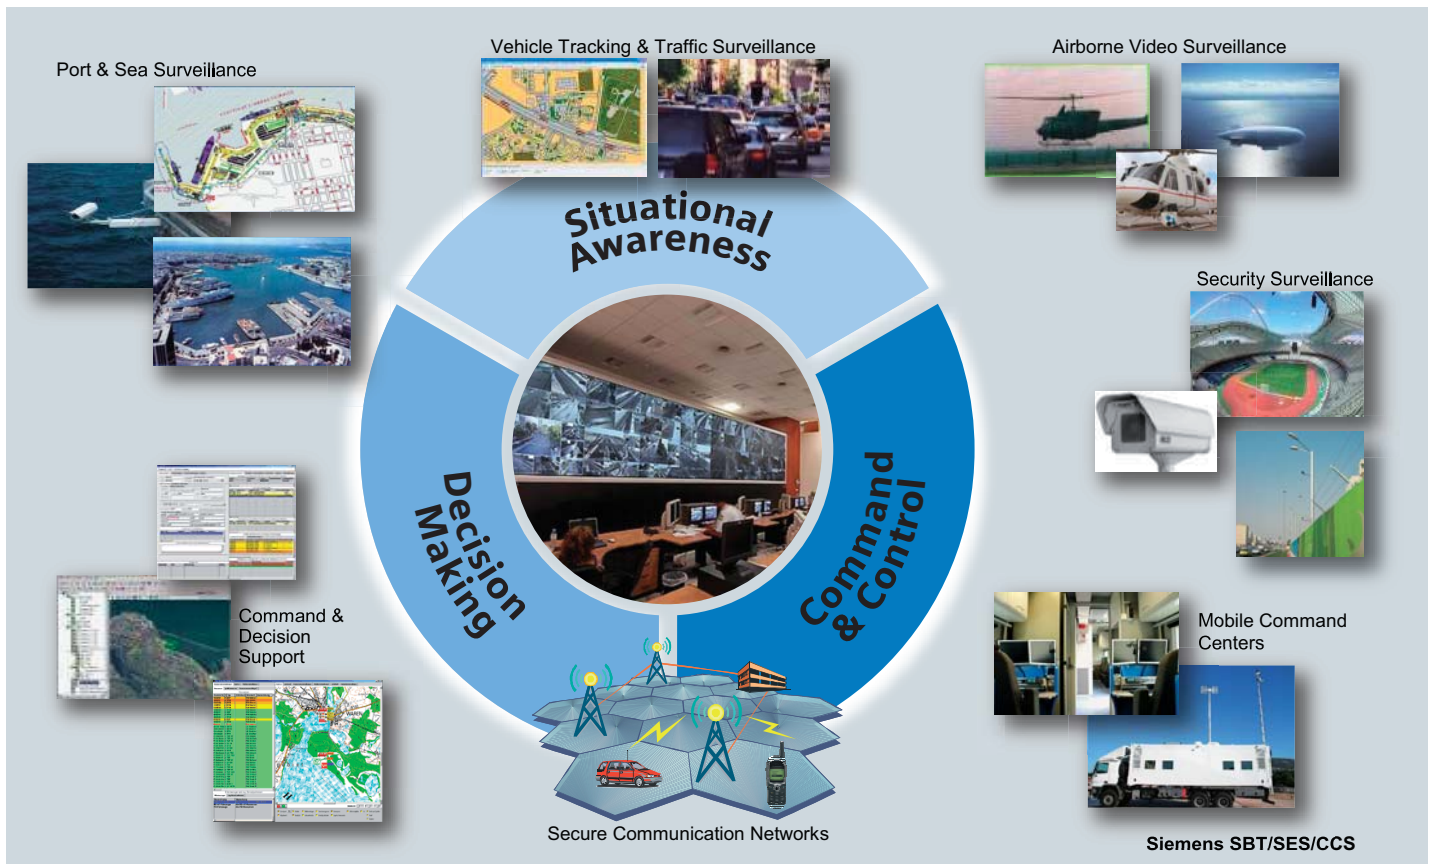 Vehicle Tracking & Traffic Surveillance
Airborne Video Surveillance
Port & Sea Surveillance
Situational
Awareness
Security Surveillance
Decision
Making
Command
& Control
Command &
Decision
Support
Mobile Command
Centers
Secure Communication Networks
Siemens SBT/SES/CCS